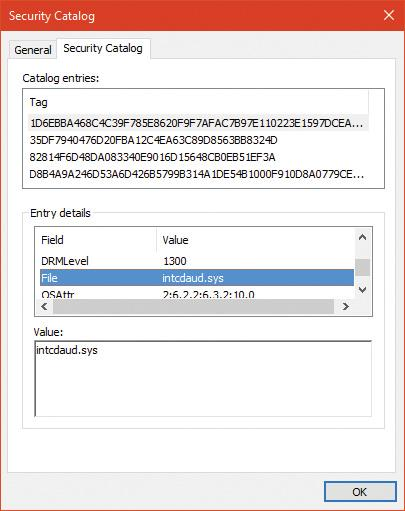 Security Catalog
General Security Catalog
Catalog entries:
Tag
1D6EBBA468C4C39F785E8620F9F7AFAC7B97E110223E1597DCEA...
35DF7940476D20FBA12C4EA63C89D8563BB8324D
82814F6D48DA083340E9016D15648CB0EB51EF3A
D8B4A9A246D53A6D426B5799B314A1DE54B1000F910D8A0779CE...
Entry details
Field Value
DRMLevel 1300
File intcdaud.sys
OSAttr 2:6.2,2:6.3,2:10.0
Value:
intcdaud.sys
OK